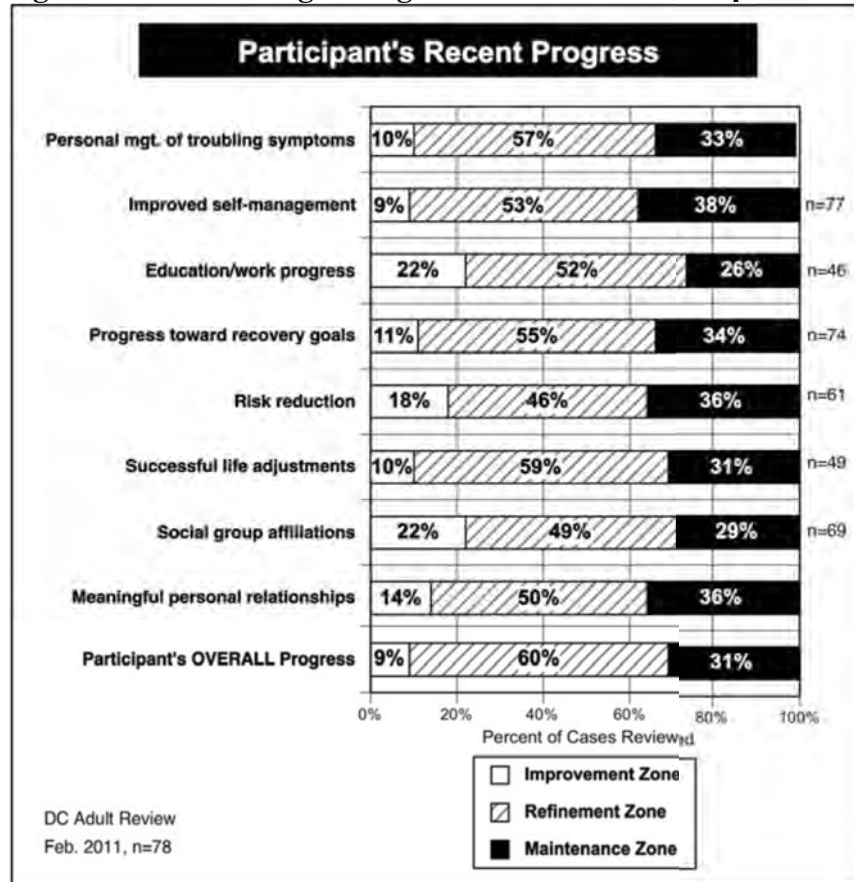 Participant's Recent Progress
Personal mgt. of troubling symptoms 10% 57% 33%
Improved self-management 9% 53% 38% n=77
Education/work progress 22% 52% 26% n=46
Progress toward recovery goals 11% 55% 34% n=74
Risk reduction 18% 46% 36% n=61
Successful life adjustments 10% 59% 31% n=49
Social group affiliations 22% 49% 29% n=69
Meaningful personal relationships 14% 50% 36%
Participant's OVERALL Progress 9% 60% 31%
0% 20% 40% 60% 80% 100%
Percent of Cases Reviewed
Improvement Zone
Refinement Zone
Maintenance Zone
DC Adult Review
Feb. 2011, n=78